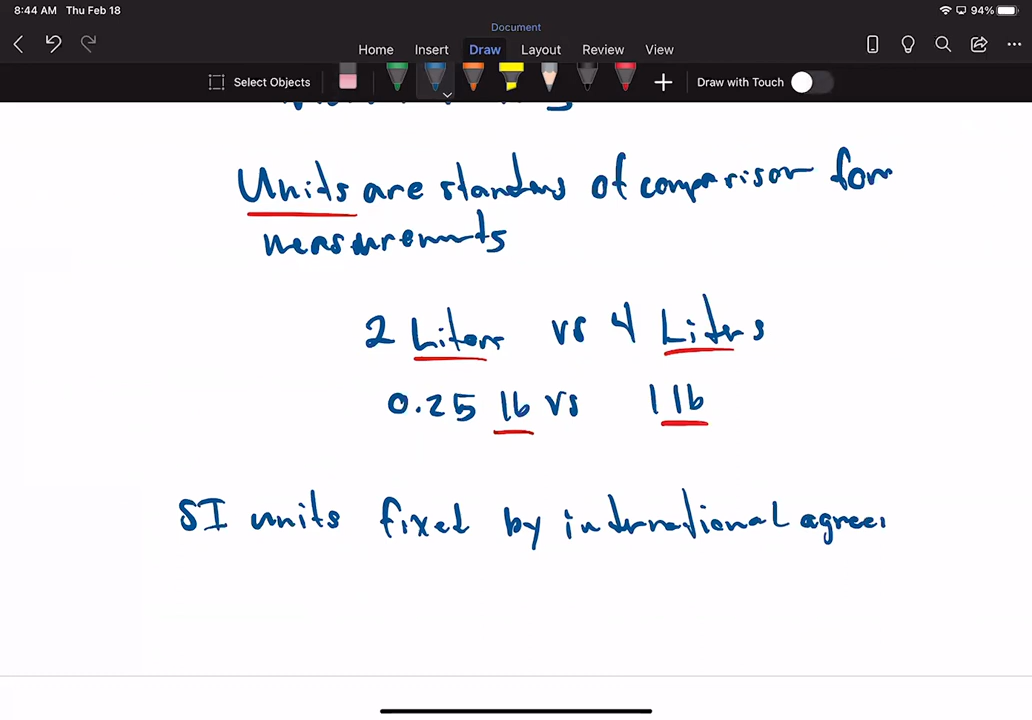 8:44 AM Thu Feb 18
94%
Document
Home Insert Draw Layout Review View
Select Objects
Draw with Touch
Units are standars of comparison for
measurements
2 Liters vs 4 Liters
0.25 lb vs 1 lb
SI units fixed by international agree